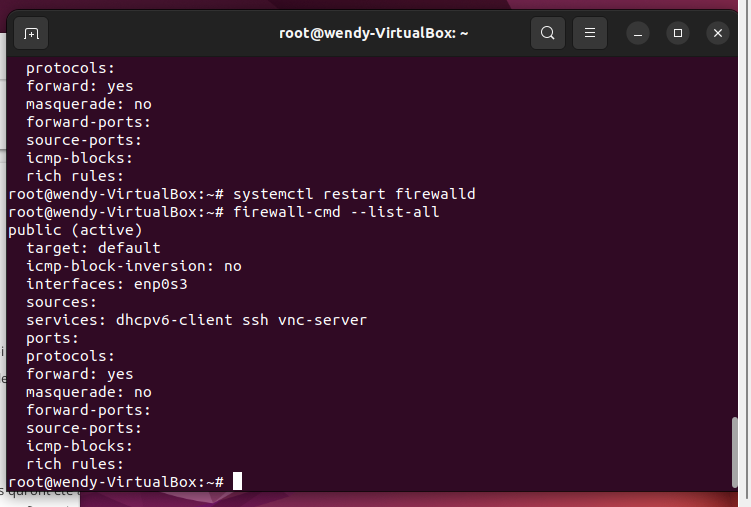 root@wendy-VirtualBox: ~
protocols:
forward: yes
masquerade: no
forward-ports:
source-ports:
icmp-blocks:
rich rules:
root@wendy-VirtualBox:~# systemctl restart firewalld
root@wendy-VirtualBox:~# firewall-cmd --list-all
public (active)
target: default
icmp-block-inversion: no
interfaces: enp0s3
sources:
services: dhcpv6-client ssh vnc-server
ports:
protocols:
forward: yes
masquerade: no
forward-ports:
source-ports:
icmp-blocks:
rich rules:
root@wendy-VirtualBox:~#